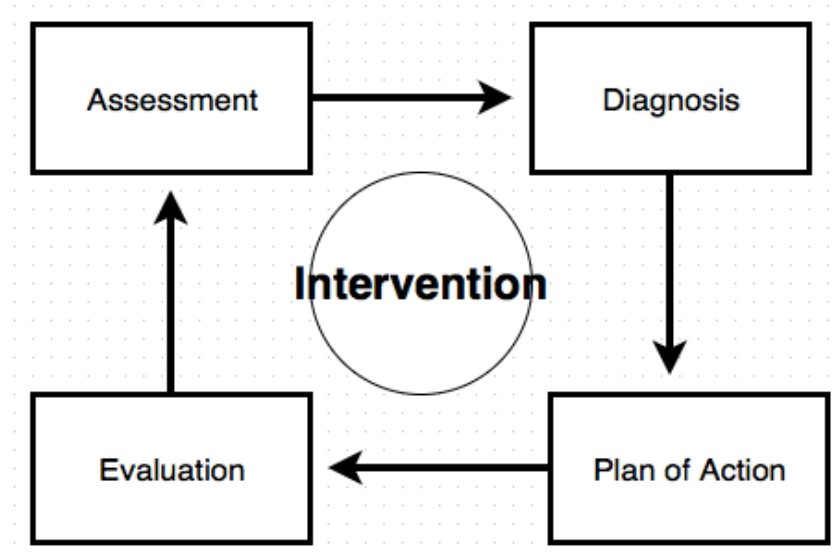 Assessment
Diagnosis
Intervention
Evaluation
Plan of Action